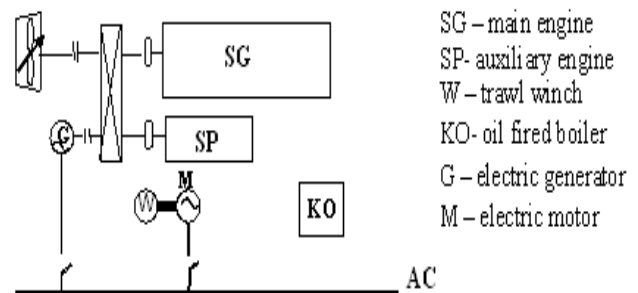 SG
SG – main engine
SP- auxiliary engine
W – trawl winch
KO- oil fired boiler
G – electric generator
M – electric motor
G
SP
M
W
KO
AC